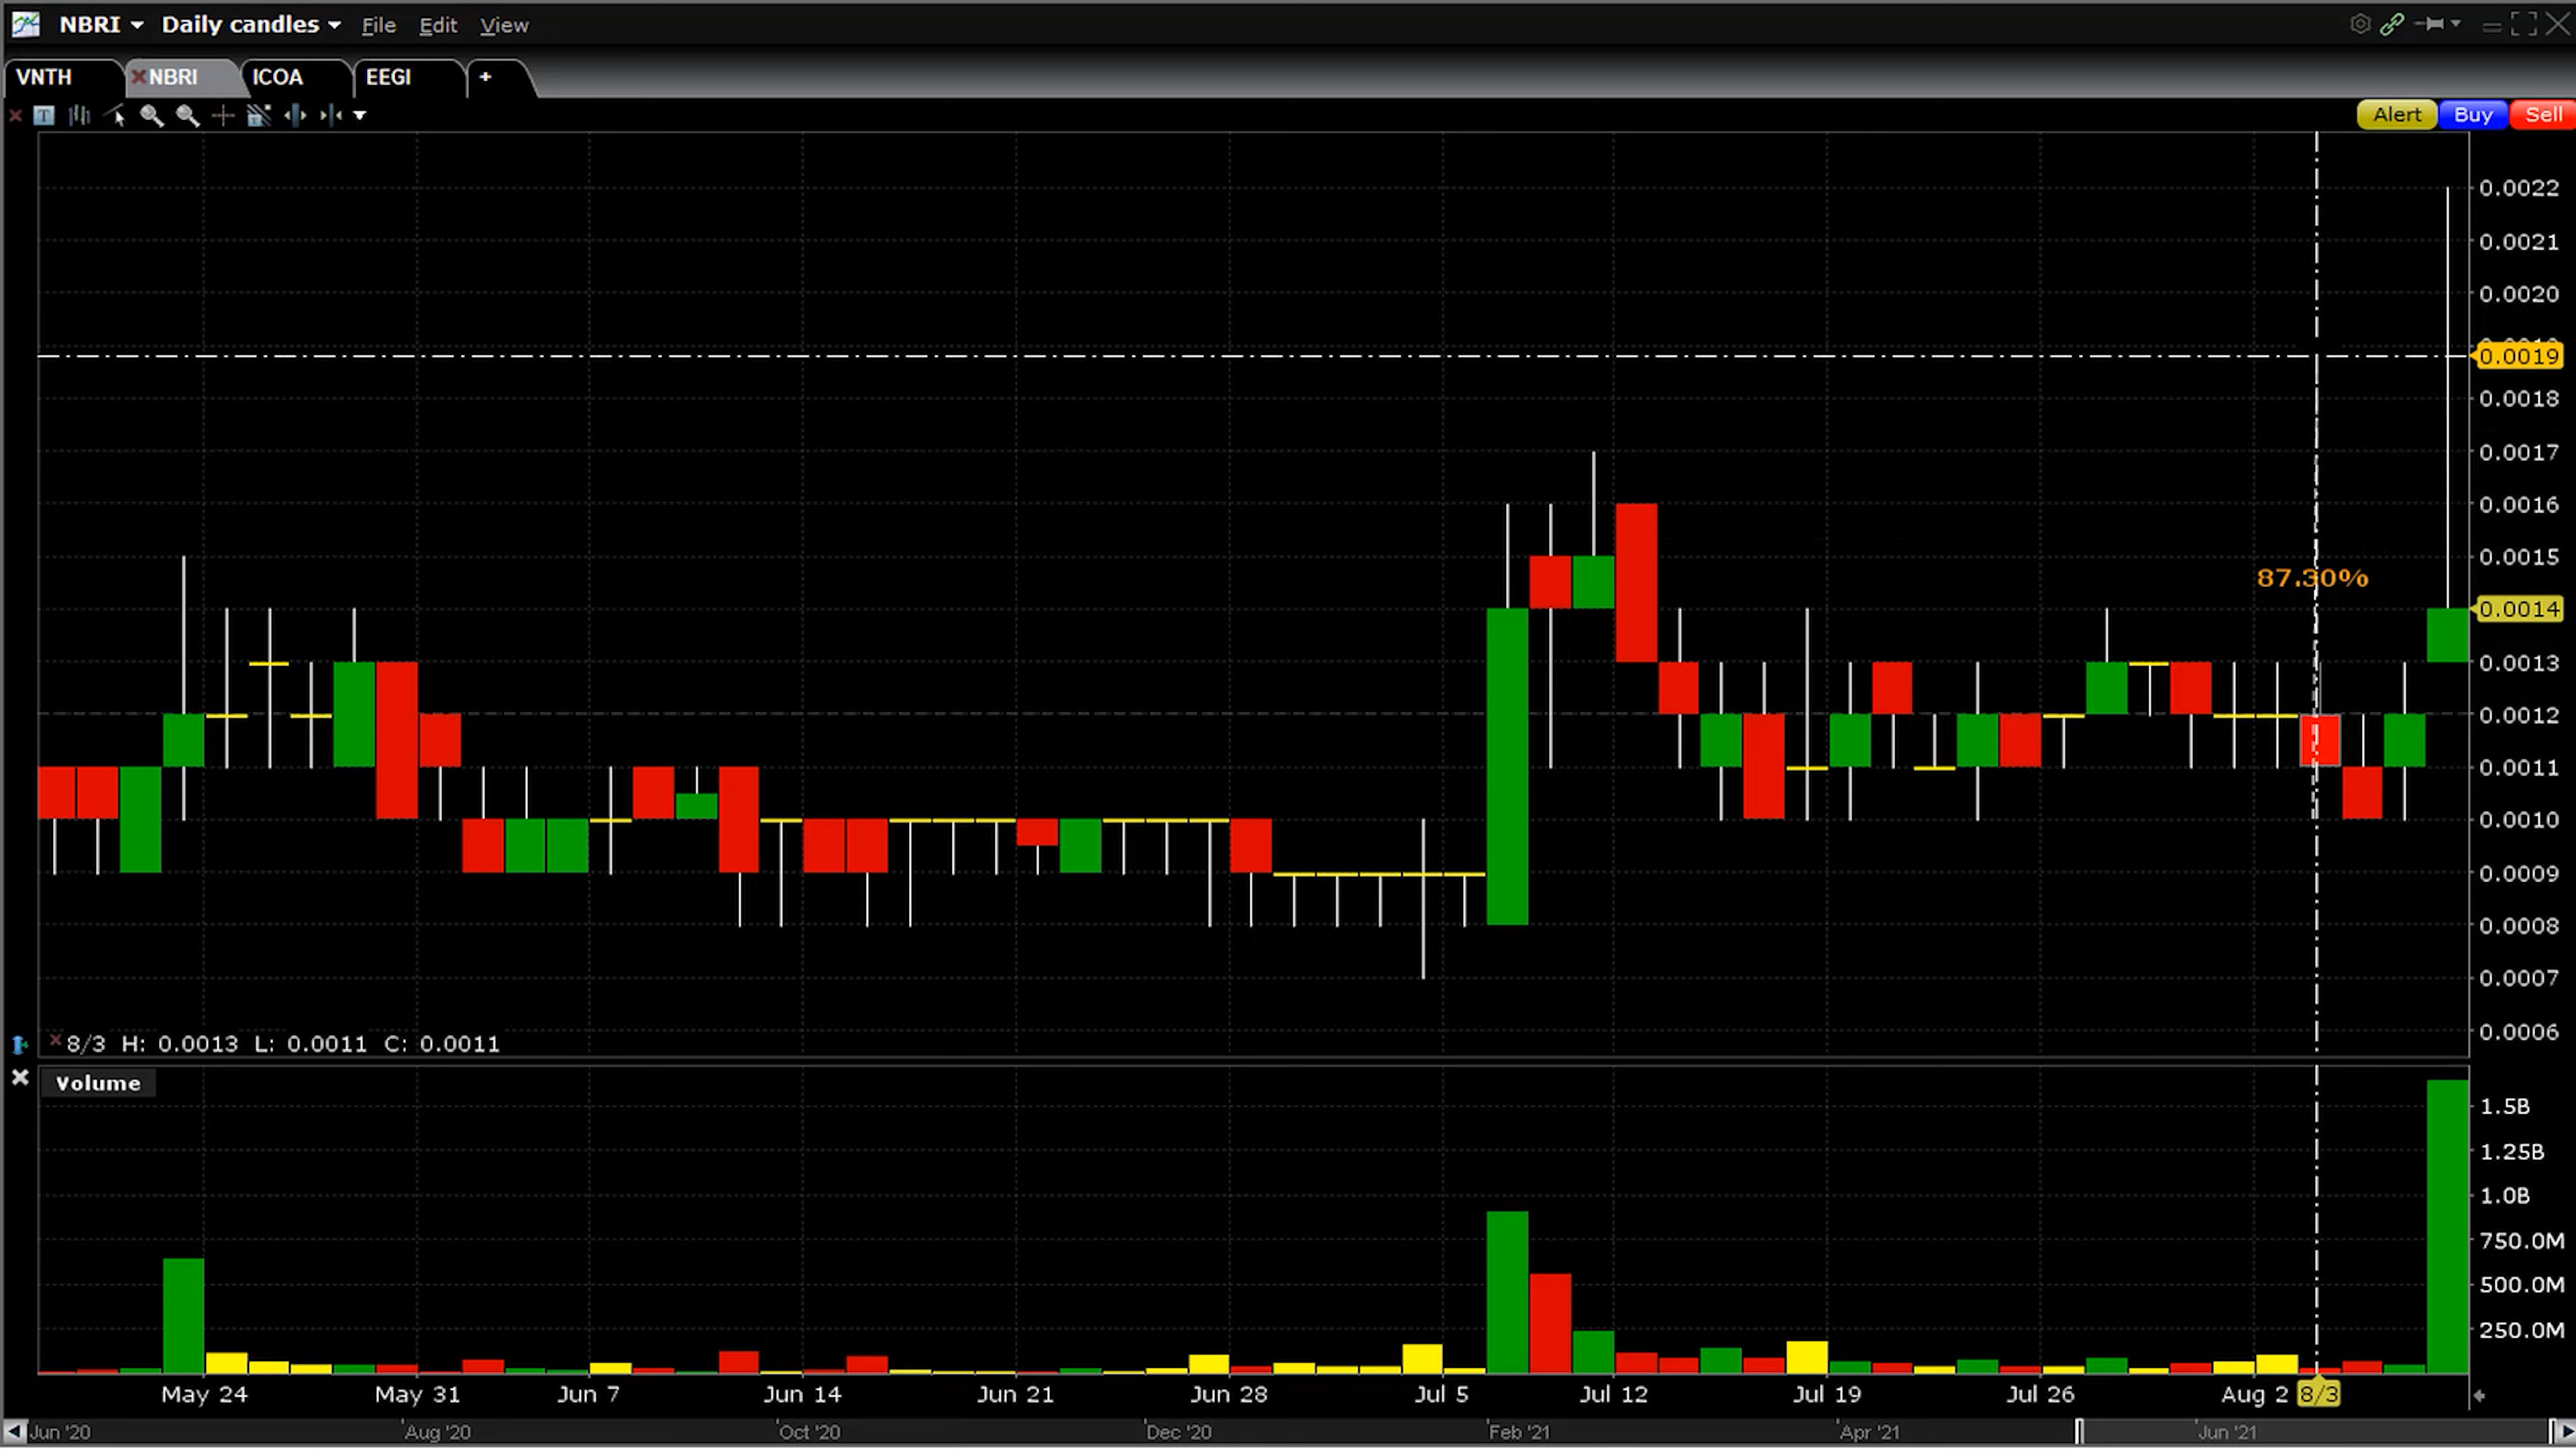 NBRI Daily candles File Edit View
VNTH NBRI ICOA EEGI +
T
Alert Buy Sell
0.0022
0.0021
0.0020
0.0019
0.0018
0.0017
0.0016
0.0015
87.30%
0.0014
0.0013
0.0012
0.0011
0.0010
0.0009
0.0008
0.0007
0.0006
8/3 H: 0.0013 L: 0.0011 C: 0.0011
Volume
1.5B
1.25B
1.0B
750.0M
500.0M
250.0M
May 24 May 31 Jun 7 Jun 14 Jun 21 Jun 28 Jul 5 Jul 12 Jul 19 Jul 26 Aug 2 8/3
Jun '20 Aug '20 Oct '20 Dec '20 Feb '21 Apr '21 Jun '21